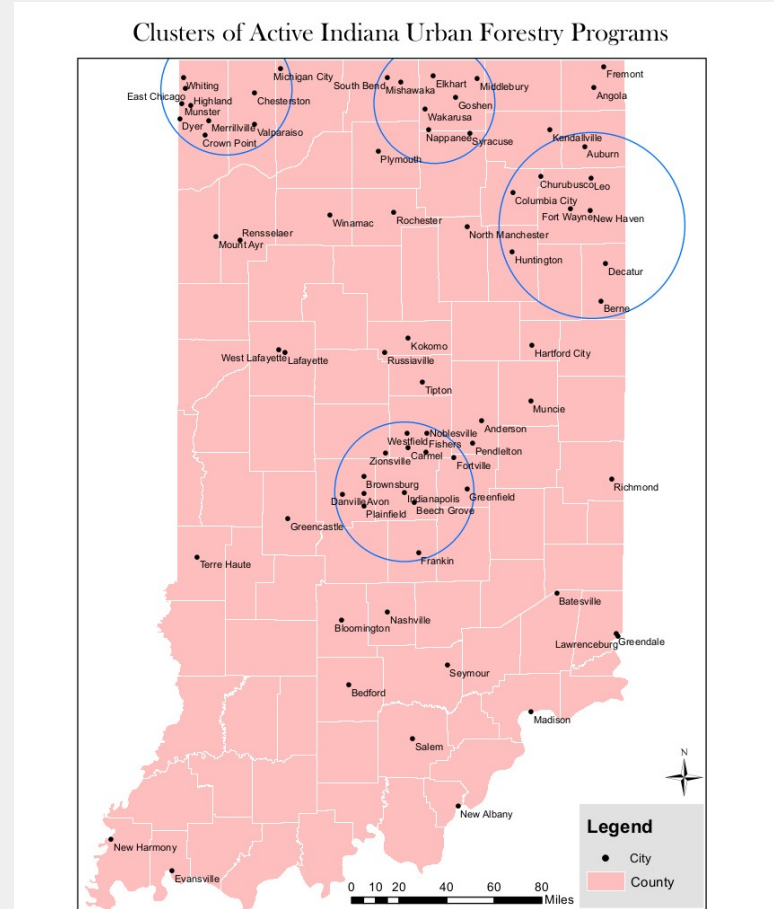 Clusters of Active Indiana Urban Forestry Programs
Whiting
East Chicago
Highland
Munster
Dyer
Merrillville
Crown Point
Michigan City
Chesterston
Valparaiso
South Bend
Mishawaka
Elkhart
Middlebury
Goshen
Wakarusa
Nappanee
Syracuse
Plymouth
Fremont
Angola
Kendallville
Auburn
Churubusco
Leo
Columbia City
Fort Wayne
New Haven
Huntington
Decatur
Berne
Winamac
Rochester
North Manchester
Rensselaer
Mount Ayr
West Lafayette
Lafayette
Kokomo
Russiaville
Tipton
Hartford City
Muncie
Anderson
Pendlelton
Noblesville
Westfield
Fishers
Carmel
Zionsville
Fortville
Brownsburg
Danville
Avon
Plainfield
Indianapolis
Beech Grove
Greenfield
Richmond
Greencastle
Frankin
Terre Haute
Batesville
Nashville
Bloomington
Lawrenceburg
Greendale
Seymour
Bedford
Madison
Salem
New Albany
New Harmony
Evansville
N
Legend
City
County
0 10 20 40 60 80
Miles